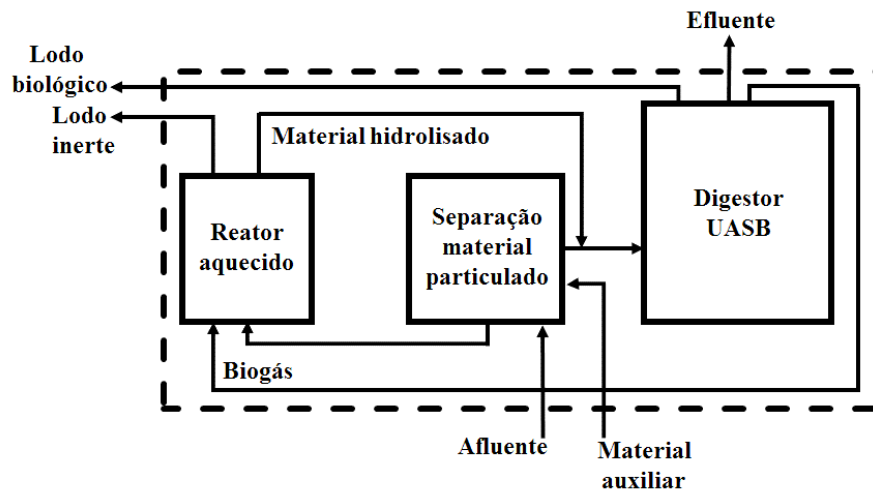 Efluente
Lodo
biológico
Lodo
inerte
Material hidrolisado
Reator
aquecido
Separação
material
particulado
Digestor
UASB
Biogás
Afluente
Material
auxiliar